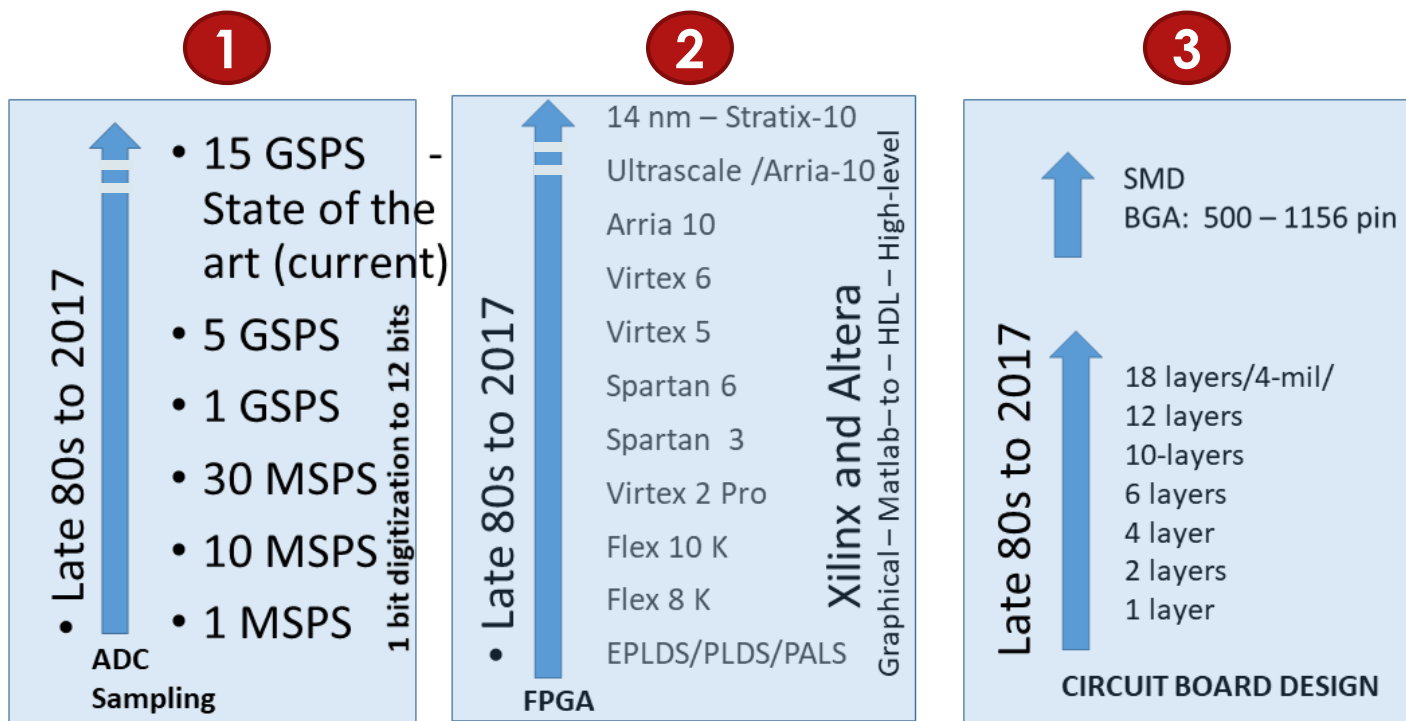 1
• Late 80s to 2017
• 15 GSPS -
State of the
art (current)
• 5 GSPS
• 1 GSPS
• 30 MSPS
• 10 MSPS
• 1 MSPS
1 bit digitization to 12 bits
ADC
Sampling
2
• Late 80s to 2017
14 nm – Stratix-10
Ultrascale /Arria-10
Arria 10
Virtex 6
Virtex 5
Spartan 6
Spartan 3
Virtex 2 Pro
Flex 10 K
Flex 8 K
EPLDS/PLDS/PALS
Xilinx and Altera
Graphical – Matlab–to – HDL – High-level
FPGA
3
SMD
BGA: 500 – 1156 pin
Late 80s to 2017
18 layers/4-mil/
12 layers
10-layers
6 layers
4 layer
2 layers
1 layer
CIRCUIT BOARD DESIGN